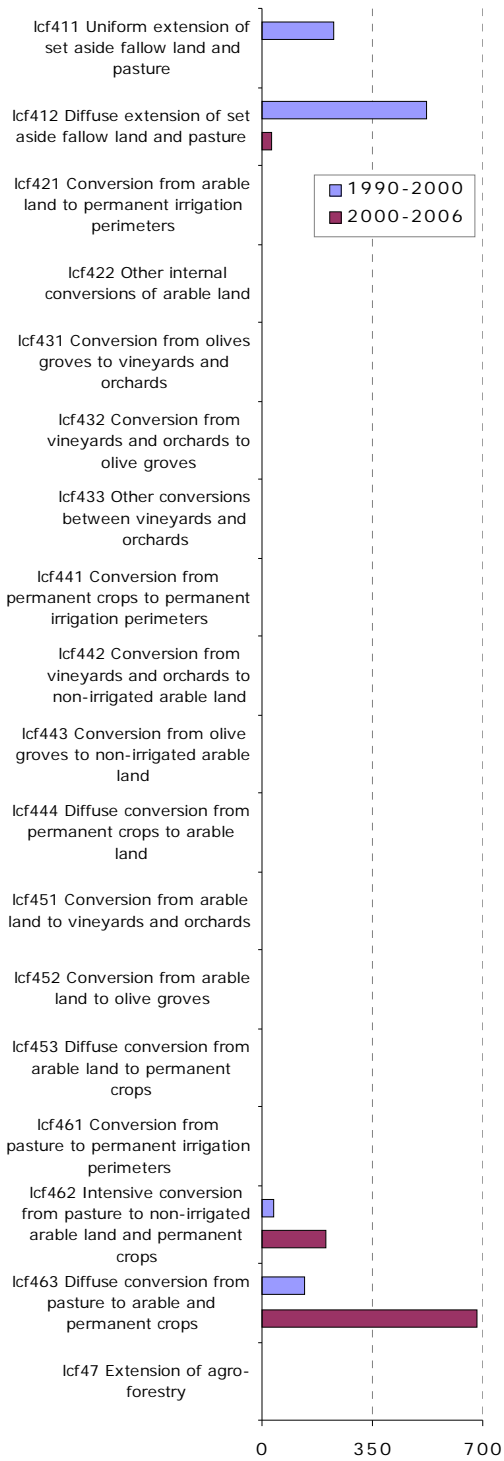 lcf411 Uniform extension of
set aside fallow land and
pasture
lcf412 Diffuse extension of set
aside fallow land and pasture
1990-2000
2000-2006
lcf421 Conversion from arable
land to permanent irrigation
perimeters
lcf422 Other internal
conversions of arable land
lcf431 Conversion from olives
groves to vineyards and
orchards
lcf432 Conversion from
vineyards and orchards to
olive groves
lcf433 Other conversions
between vineyards and
orchards
lcf441 Conversion from
permanent crops to permanent
irrigation perimeters
lcf442 Conversion from
vineyards and orchards to
non-irrigated arable land
lcf443 Conversion from olive
groves to non-irrigated arable
land
lcf444 Diffuse conversion from
permanent crops to arable
land
lcf451 Conversion from arable
land to vineyards and orchards
lcf452 Conversion from arable
land to olive groves
lcf453 Diffuse conversion from
arable land to permanent
crops
lcf461 Conversion from
pasture to permanent irrigation
perimeters
lcf462 Intensive conversion
from pasture to non-irrigated
arable land and permanent
crops
lcf463 Diffuse conversion from
pasture to arable and
permanent crops
lcf47 Extension of agro-
forestry
0 350 700